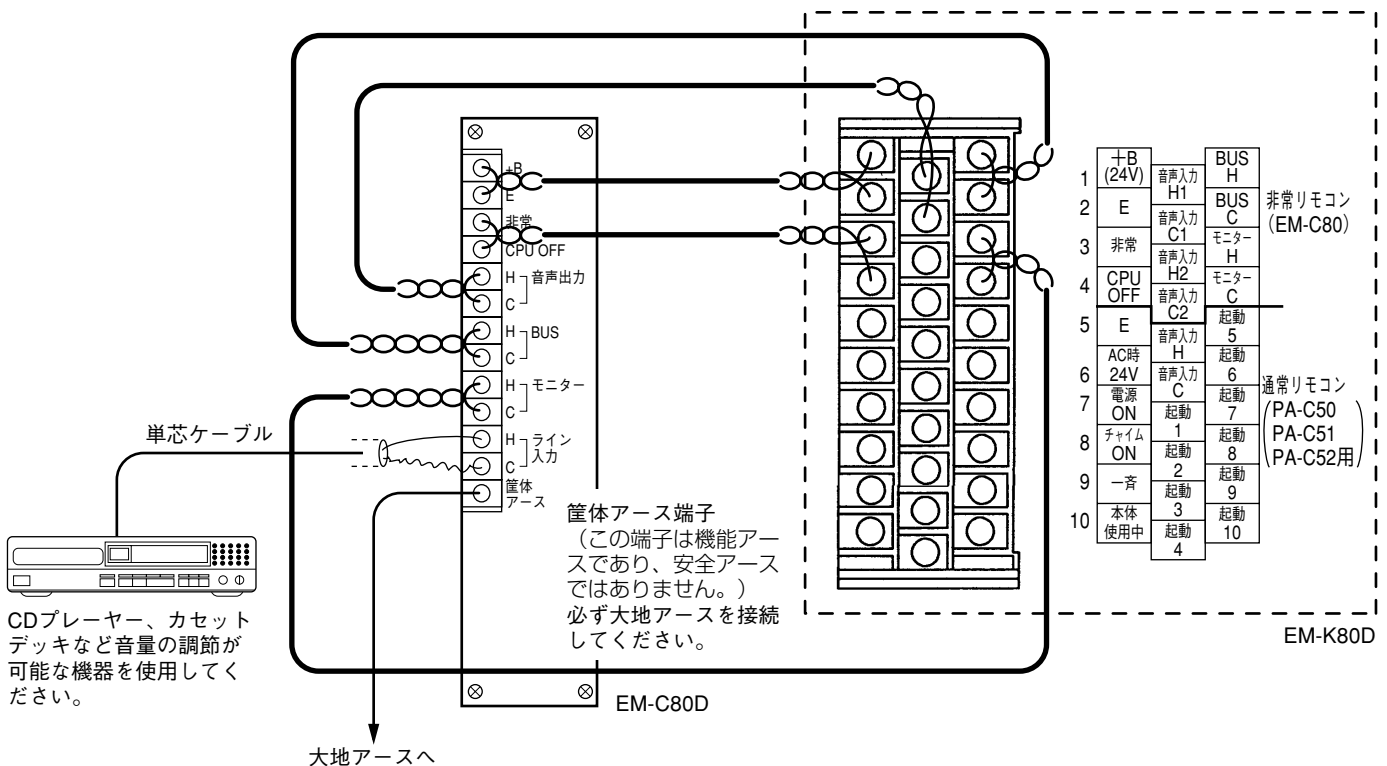 +B
E
非常
CPU OFF
H 音声出力
C
H BUS
C
H モニター
C
H ライン
入力
C
筐体
アース
単芯ケーブル
CDプレーヤー、カセット
デッキなど音量の調節が
可能な機器を使用してく
ださい。
大地アースへ
筐体アース端子
(この端子は機能アー
スであり、安全アース
ではありません。)
必ず大地アースを接続
してください。
EM-C80D
1
2
3
4
5
6
7
8
9
10
+B
(24V)
E
非常
CPU
OFF
E
AC時
24V
電源
ON
チャイム
ON
一斉
本体
使用中
音声入力
H1
音声入力
C1
音声入力
H2
音声入力
C2
音声入力
H
音声入力
C
起動
1
起動
2
起動
3
起動
4
BUS
H
BUS
C
モニター
H
モニター
C
起動
5
起動
6
起動
7
起動
8
起動
9
起動
10
非常リモコン
(EM-C80)
通常リモコン
(PA-C50
PA-C51
PA-C52用)
EM-K80D